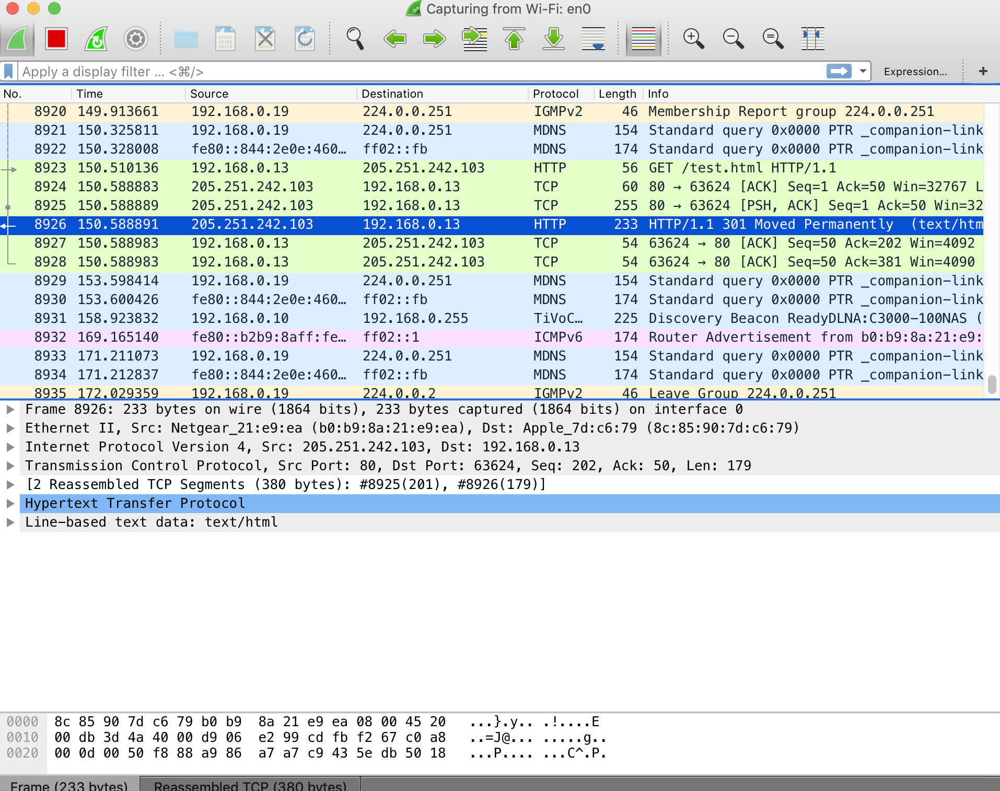 Capturing from Wi-Fi: en0
Apply a display filter ... <⌘/>
Expression...
+
No. Time Source Destination Protocol Length Info
8920 149.913661 192.168.0.19 224.0.0.251 IGMPv2 46 Membership Report group 224.0.0.251
8921 150.325811 192.168.0.19 224.0.0.251 MDNS 154 Standard query 0x0000 PTR _companion-link
8922 150.328008 fe80::844:2e0e:460… ff02::fb MDNS 174 Standard query 0x0000 PTR _companion-link
8923 150.510136 192.168.0.13 205.251.242.103 HTTP 56 GET /test.html HTTP/1.1
8924 150.588883 205.251.242.103 192.168.0.13 TCP 60 80 → 63624 [ACK] Seq=1 Ack=50 Win=32767 L
8925 150.588889 205.251.242.103 192.168.0.13 TCP 255 80 → 63624 [PSH, ACK] Seq=1 Ack=50 Win=32
8926 150.588891 205.251.242.103 192.168.0.13 HTTP 233 HTTP/1.1 301 Moved Permanently (text/htm
8927 150.588983 192.168.0.13 205.251.242.103 TCP 54 63624 → 80 [ACK] Seq=50 Ack=202 Win=4092
8928 150.588983 192.168.0.13 205.251.242.103 TCP 54 63624 → 80 [ACK] Seq=50 Ack=381 Win=4090
8929 153.598414 192.168.0.19 224.0.0.251 MDNS 154 Standard query 0x0000 PTR _companion-link
8930 153.600426 fe80::844:2e0e:460… ff02::fb MDNS 174 Standard query 0x0000 PTR _companion-link
8931 158.923832 192.168.0.10 192.168.0.255 TiVoC… 225 Discovery Beacon ReadyDLNA:C3000-100NAS (
8932 169.165140 fe80::b2b9:8aff:fe… ff02::1 ICMPv6 174 Router Advertisement from b0:b9:8a:21:e9:
8933 171.211073 192.168.0.19 224.0.0.251 MDNS 154 Standard query 0x0000 PTR _companion-link
8934 171.212837 fe80::844:2e0e:460… ff02::fb MDNS 174 Standard query 0x0000 PTR _companion-link
8935 172.029359 192.168.0.19 224.0.0.2 IGMPv2 46 Leave Group 224.0.0.251
Frame 8926: 233 bytes on wire (1864 bits), 233 bytes captured (1864 bits) on interface 0
Ethernet II, Src: Netgear_21:e9:ea (b0:b9:8a:21:e9:ea), Dst: Apple_7d:c6:79 (8c:85:90:7d:c6:79)
Internet Protocol Version 4, Src: 205.251.242.103, Dst: 192.168.0.13
Transmission Control Protocol, Src Port: 80, Dst Port: 63624, Seq: 202, Ack: 50, Len: 179
[2 Reassembled TCP Segments (380 bytes): #8925(201), #8926(179)]
Hypertext Transfer Protocol
Line-based text data: text/html
0000 8c 85 90 7d c6 79 b0 b9 8a 21 e9 ea 08 00 45 20 ...}.y.. .!....E
0010 00 db 3d 4a 40 00 d9 06 e2 99 cd fb f2 67 c0 a8 ..=J@... .....g..
0020 00 0d 00 50 f8 88 a9 86 a7 a7 c9 43 5e db 50 18 ...P.... ...C^.P.
Frame (233 bytes) Reassembled TCP (380 bytes)